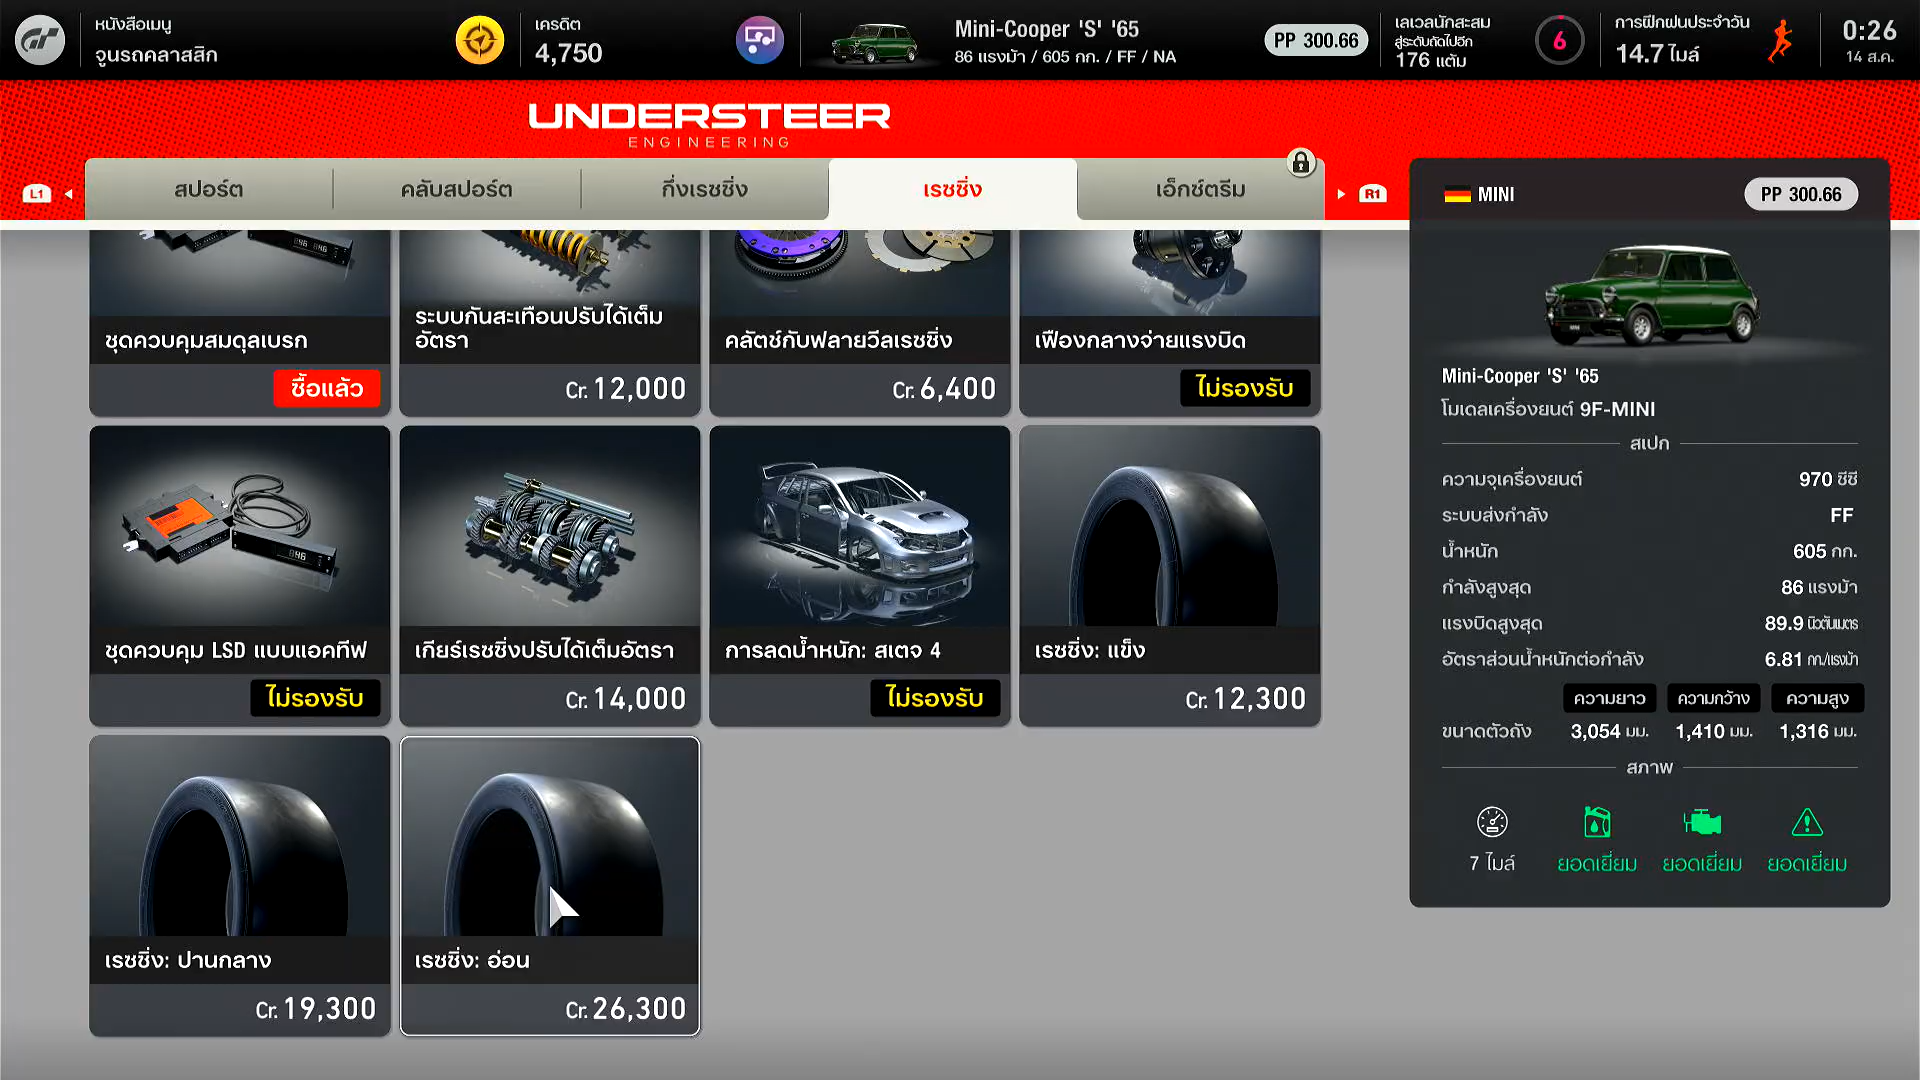 หนังสือเมนู
จูนรถคลาสสิก
เครดิต
4,750
Mini-Cooper 'S' '65
86 แรงม้า / 605 กก. / FF / NA
PP 300.66
เลเวลนักสะสม
สู่ระดับถัดไปอีก
176 แต้ม
6
การฝึกฝนประจำวัน
14.7 ไมล์
0:26
14 ส.ค.
UNDERSTEER
ENGINEERING
L1
สปอร์ต
คลับสปอร์ต
กึ่งเรซซิ่ง
เรซซิ่ง
เอ็กซ์ตรีม
R1
ชุดควบคุมสมดุลเบรก
ซื้อแล้ว
ระบบกันสะเทือนปรับได้เต็ม
อัตรา
Cr. 12,000
คลัตช์กับฟลายวีลเรซซิ่ง
Cr. 6,400
เฟืองกลางจ่ายแรงบิด
ไม่รองรับ
ชุดควบคุม LSD แบบแอคทีฟ
ไม่รองรับ
เกียร์เรซซิ่งปรับได้เต็มอัตรา
Cr. 14,000
การลดน้ำหนัก: สเตจ 4
ไม่รองรับ
เรซซิ่ง: แข็ง
Cr. 12,300
เรซซิ่ง: ปานกลาง
Cr. 19,300
เรซซิ่ง: อ่อน
Cr. 26,300
MINI
PP 300.66
Mini-Cooper 'S' '65
โมเดลเครื่องยนต์ 9F-MINI
สเปก
ความจุเครื่องยนต์ 970 ซีซี
ระบบส่งกำลัง FF
น้ำหนัก 605 กก.
กำลังสูงสุด 86 แรงม้า
แรงบิดสูงสุด 89.9 นิวตันเมตร
อัตราส่วนน้ำหนักต่อกำลัง 6.81 กก./แรงม้า
ความยาว ความกว้าง ความสูง
ขนาดตัวถัง 3,054 มม. 1,410 มม. 1,316 มม.
สภาพ
7 ไมล์ ยอดเยี่ยม ยอดเยี่ยม ยอดเยี่ยม